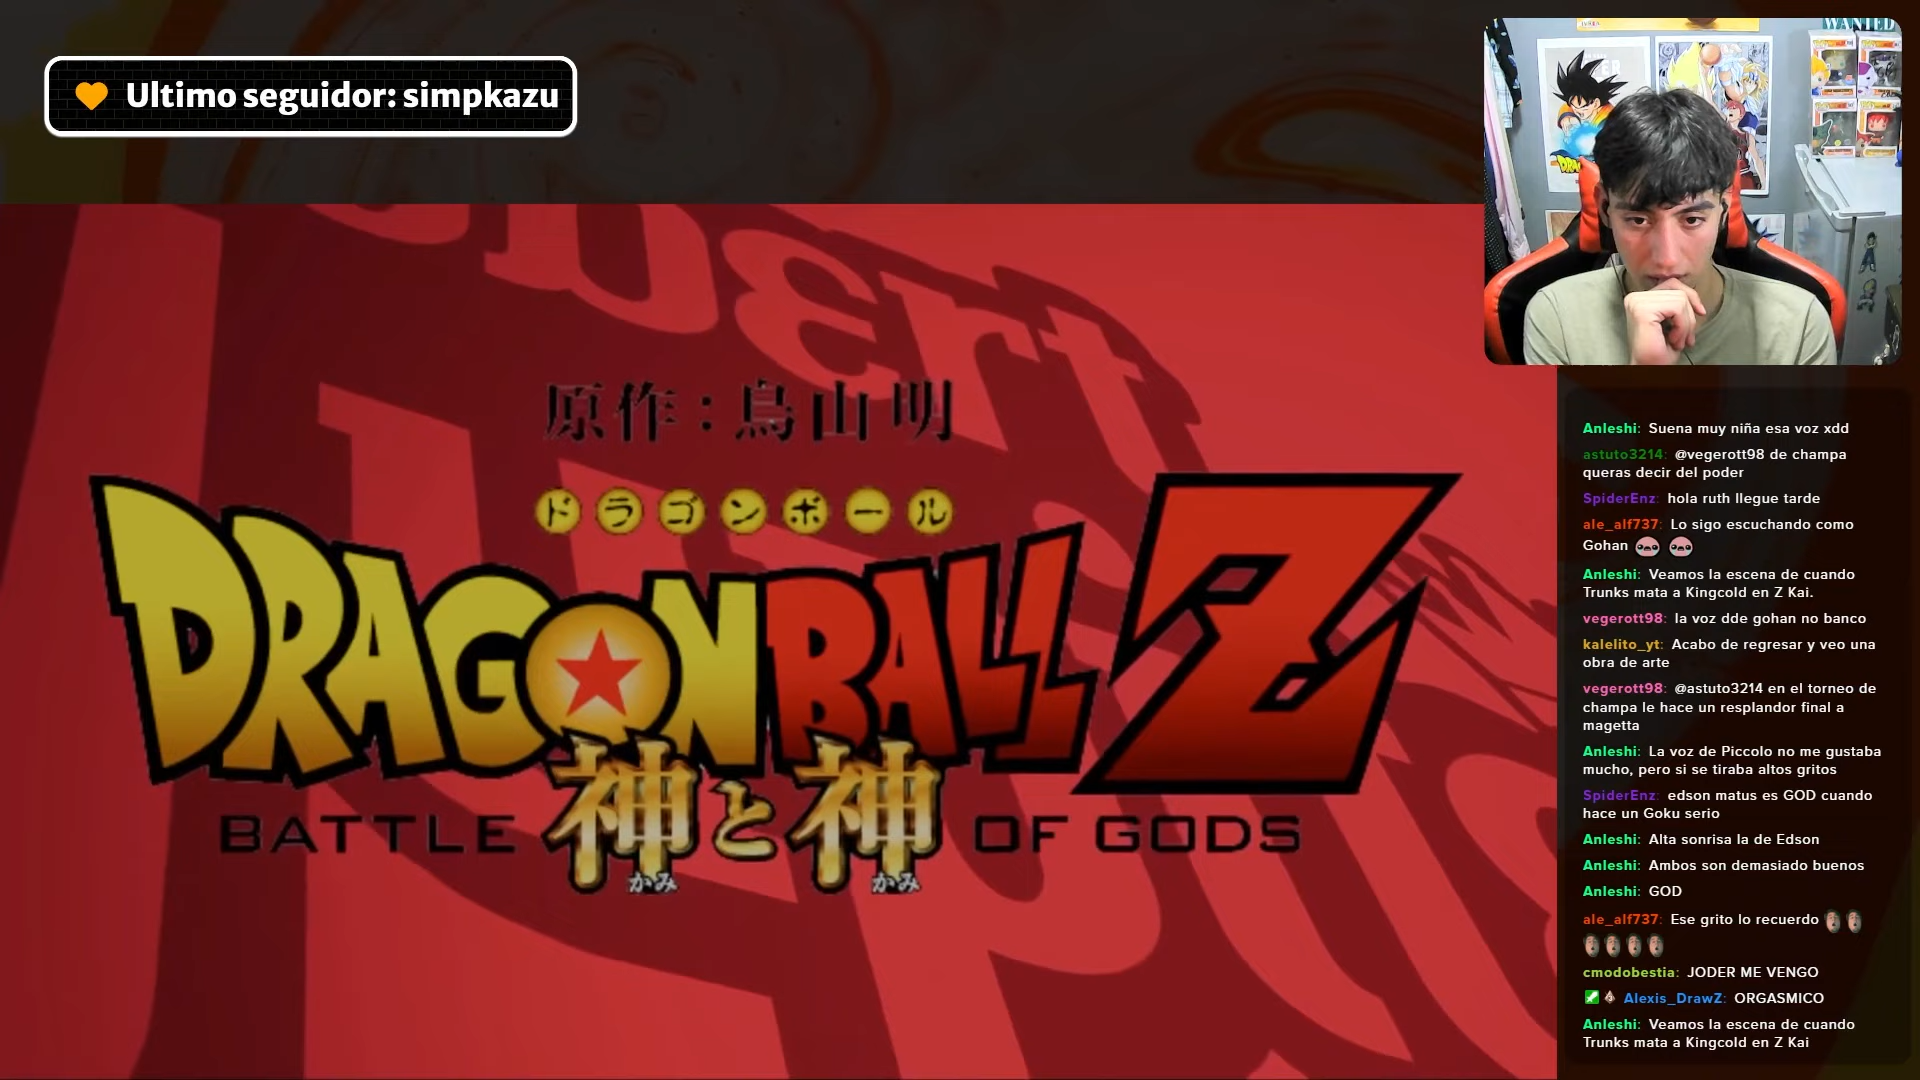 Ultimo seguidor: simpkazu
WANTED
原作：鳥山明
ドラゴンボール
DRAGON BALL Z
神と神
BATTLE OF GODS
かみ かみ
Anleshi: Suena muy niña esa voz xdd
astuto3214: @vegerott98 de champa
queras decir del poder
SpiderEnz: hola ruth llegue tarde
ale_alf737: Lo sigo escuchando como
Gohan
Anleshi: Veamos la escena de cuando
Trunks mata a Kingcold en Z Kai.
vegerott98: la voz dde gohan no banco
kalelito_yt: Acabo de regresar y veo una
obra de arte
vegerott98: @astuto3214 en el torneo de
champa le hace un resplandor final a
magetta
Anleshi: La voz de Piccolo no me gustaba
mucho, pero si se tiraba altos gritos
SpiderEnz: edson matus es GOD cuando
hace un Goku serio
Anleshi: Alta sonrisa la de Edson
Anleshi: Ambos son demasiado buenos
Anleshi: GOD
ale_alf737: Ese grito lo recuerdo
cmodobestia: JODER ME VENGO
Alexis_DrawZ: ORGASMICO
Anleshi: Veamos la escena de cuando
Trunks mata a Kingcold en Z Kai